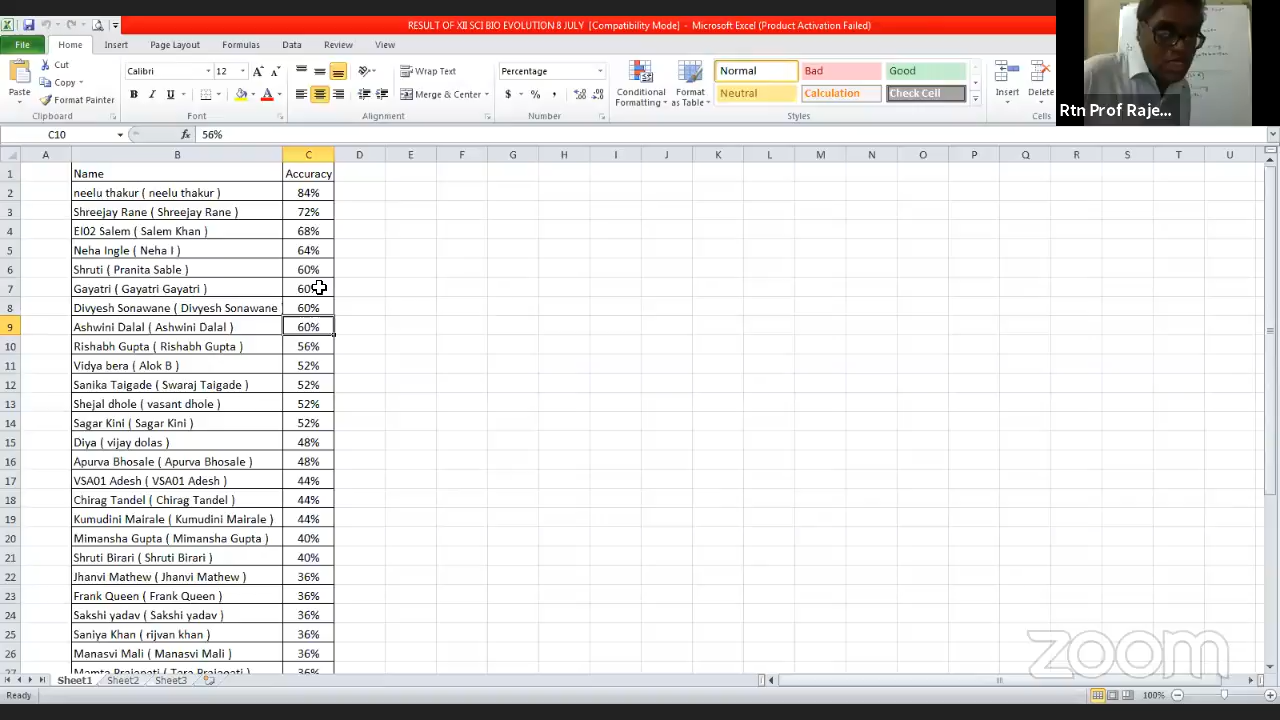 RESULT OF XII SCI BIO EVOLUTION 8 JULY [Compatibility Mode] - Microsoft Excel (Product Activation Failed)
File Home Insert Page Layout Formulas Data Review View
Paste Cut Copy Format Painter Clipboard
Calibri 12 B I U Font
Wrap Text Merge & Center Alignment
Percentage $ % , Number
Conditional Formatting Format as Table Normal Bad Good Neutral Calculation Check Cell Styles
Insert Delete Cells
Rtn Prof Raje...
C10 fx 56%
A B C D E F G H I J K L M N O P Q R S T U
1 Name Accuracy
2 neelu thakur ( neelu thakur ) 84%
3 Shreejay Rane ( Shreejay Rane ) 72%
4 EI02 Salem ( Salem Khan ) 68%
5 Neha Ingle ( Neha I ) 64%
6 Shruti ( Pranita Sable ) 60%
7 Gayatri ( Gayatri Gayatri ) 60
8 Divyesh Sonawane ( Divyesh Sonawane 60%
9 Ashwini Dalal ( Ashwini Dalal ) 60%
10 Rishabh Gupta ( Rishabh Gupta ) 56%
11 Vidya bera ( Alok B ) 52%
12 Sanika Taigade ( Swaraj Taigade ) 52%
13 Shejal dhole ( vasant dhole ) 52%
14 Sagar Kini ( Sagar Kini ) 52%
15 Diya ( vijay dolas ) 48%
16 Apurva Bhosale ( Apurva Bhosale ) 48%
17 VSA01 Adesh ( VSA01 Adesh ) 44%
18 Chirag Tandel ( Chirag Tandel ) 44%
19 Kumudini Mairale ( Kumudini Mairale ) 44%
20 Mimansha Gupta ( Mimansha Gupta ) 40%
21 Shruti Birari ( Shruti Birari ) 40%
22 Jhanvi Mathew ( Jhanvi Mathew ) 36%
23 Frank Queen ( Frank Queen ) 36%
24 Sakshi yadav ( Sakshi yadav ) 36%
25 Saniya Khan ( rijvan khan ) 36%
26 Manasvi Mali ( Manasvi Mali ) 36%
27 Mamta Prajapati ( Tara Prajapati ) 36%
zoom
Sheet1 Sheet2 Sheet3
Ready 100%